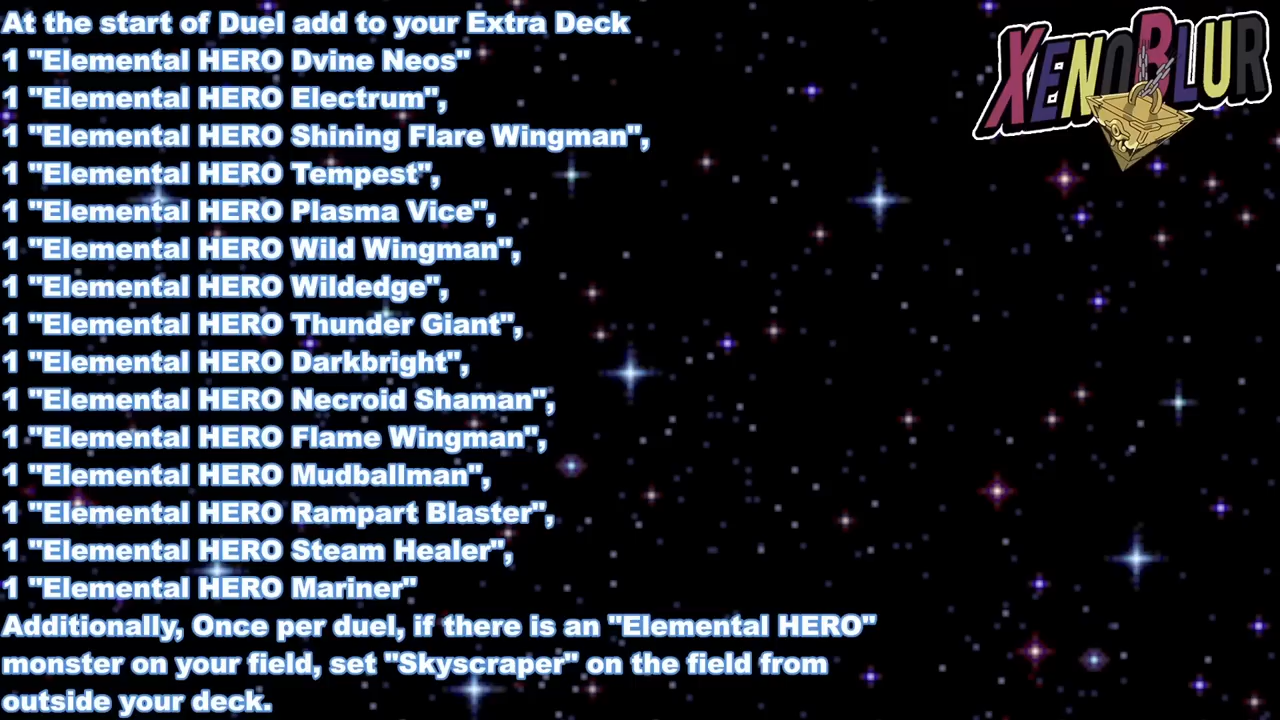 At the start of Duel add to your Extra Deck
1 "Elemental HERO Dvine Neos"
1 "Elemental HERO Electrum",
1 "Elemental HERO Shining Flare Wingman",
1 "Elemental HERO Tempest",
1 "Elemental HERO Plasma Vice",
1 "Elemental HERO Wild Wingman",
1 "Elemental HERO Wildedge",
1 "Elemental HERO Thunder Giant",
1 "Elemental HERO Darkbright",
1 "Elemental HERO Necroid Shaman",
1 "Elemental HERO Flame Wingman",
1 "Elemental HERO Mudballman",
1 "Elemental HERO Rampart Blaster",
1 "Elemental HERO Steam Healer",
1 "Elemental HERO Mariner"
Additionally, Once per duel, if there is an "Elemental HERO"
monster on your field, set "Skyscraper" on the field from
outside your deck.
XENOBLUR